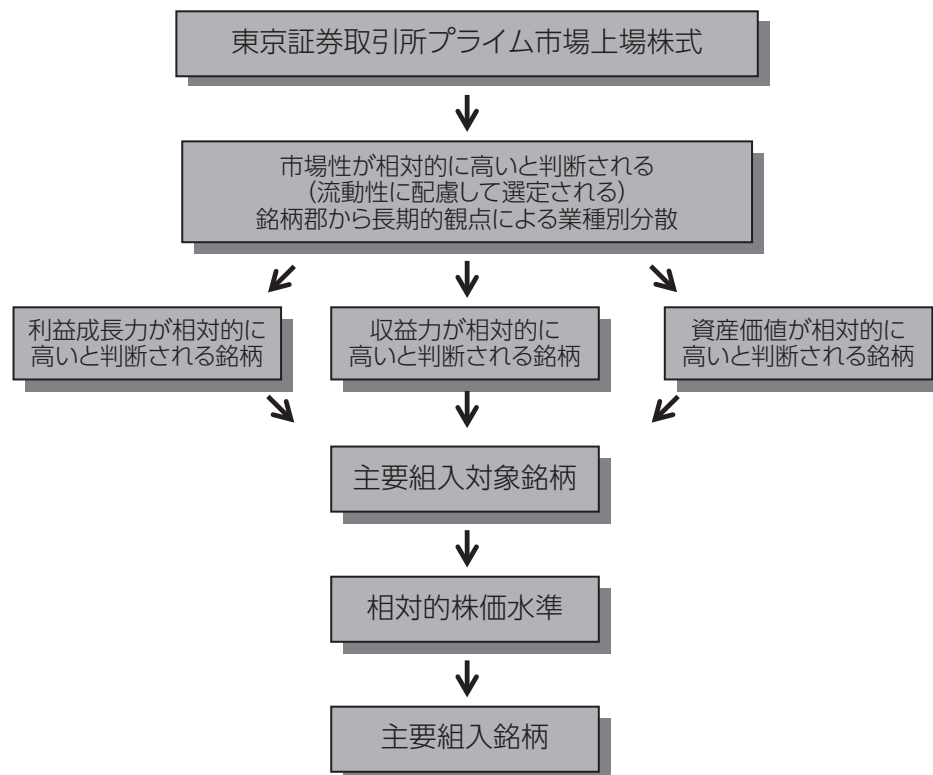 東京証券取引所プライム市場上場株式
市場性が相対的に高いと判断される
(流動性に配慮して選定される)
銘柄郡から長期的観点による業種別分散
利益成長力が相対的に
高いと判断される銘柄
収益力が相対的に
高いと判断される銘柄
資産価値が相対的に
高いと判断される銘柄
主要組入対象銘柄
相対的株価水準
主要組入銘柄